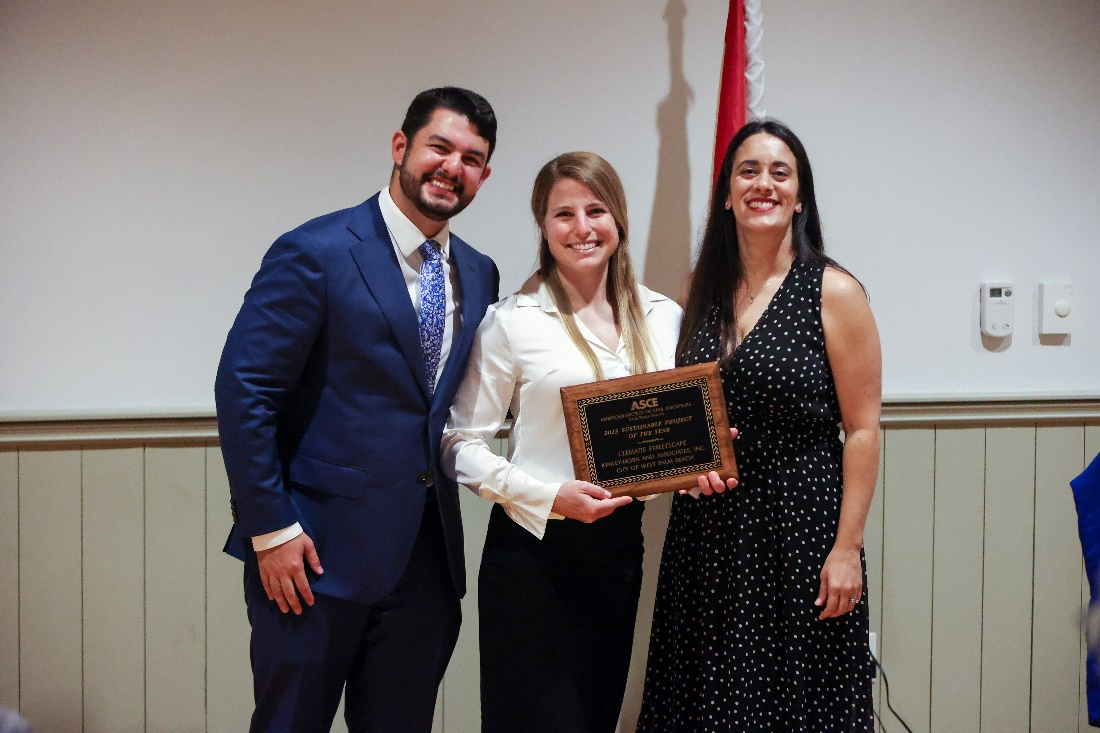 ASCE
AMERICAN SOCIETY OF CIVIL ENGINEERS
2023 SUSTAINABLE PROJECT
OF THE YEAR
CLEMATIS STREETSCAPE
KIMLEY-HORN AND ASSOCIATES, INC.
CITY OF WEST PALM BEACH